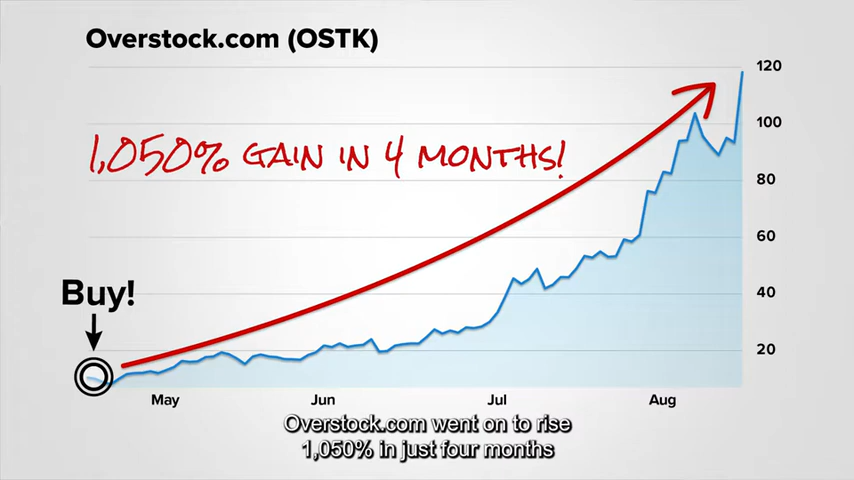 Overstock.com (OSTK)
120
1,050% GAIN IN 4 MONTHS!
100
80
60
Buy!
40
20
May Jun Jul Aug
Overstock.com went on to rise
1,050% in just four months